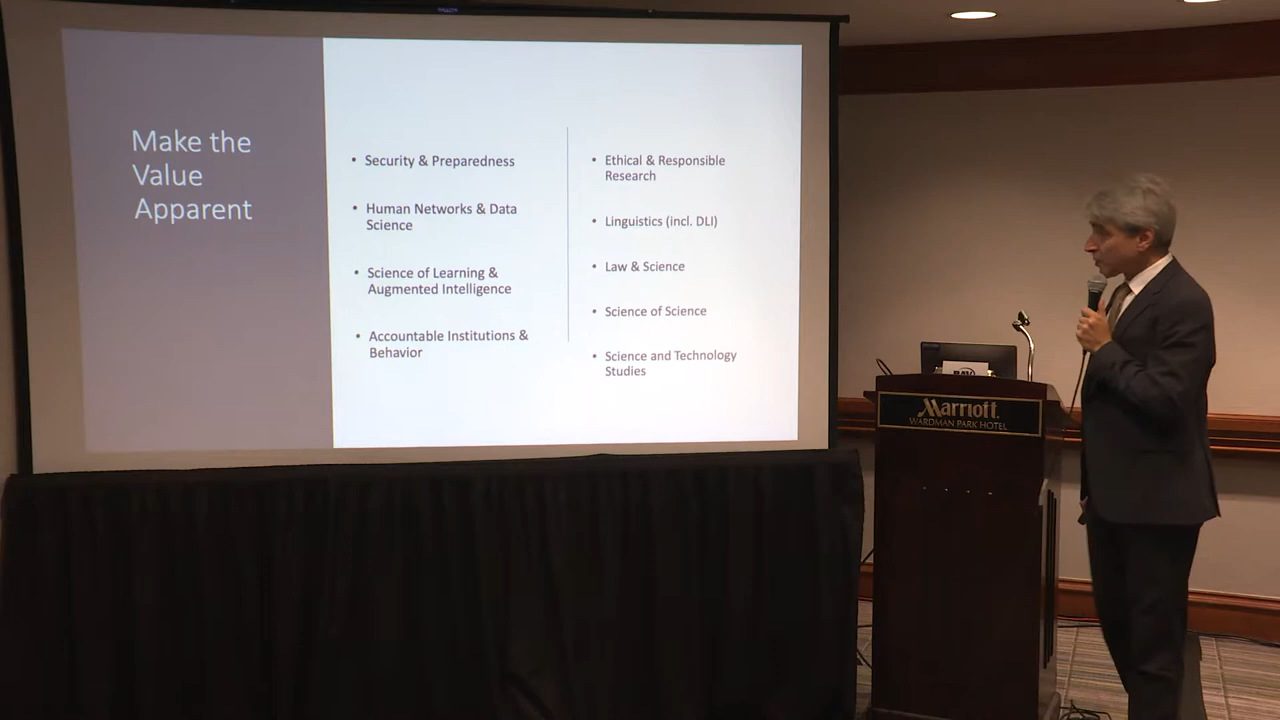 Make the
Value
Apparent
• Security & Preparedness
• Human Networks & Data
Science
• Science of Learning &
Augmented Intelligence
• Accountable Institutions &
Behavior
• Ethical & Responsible
Research
• Linguistics (incl. DLI)
• Law & Science
• Science of Science
• Science and Technology
Studies
Marriott
WARDMAN PARK HOTEL